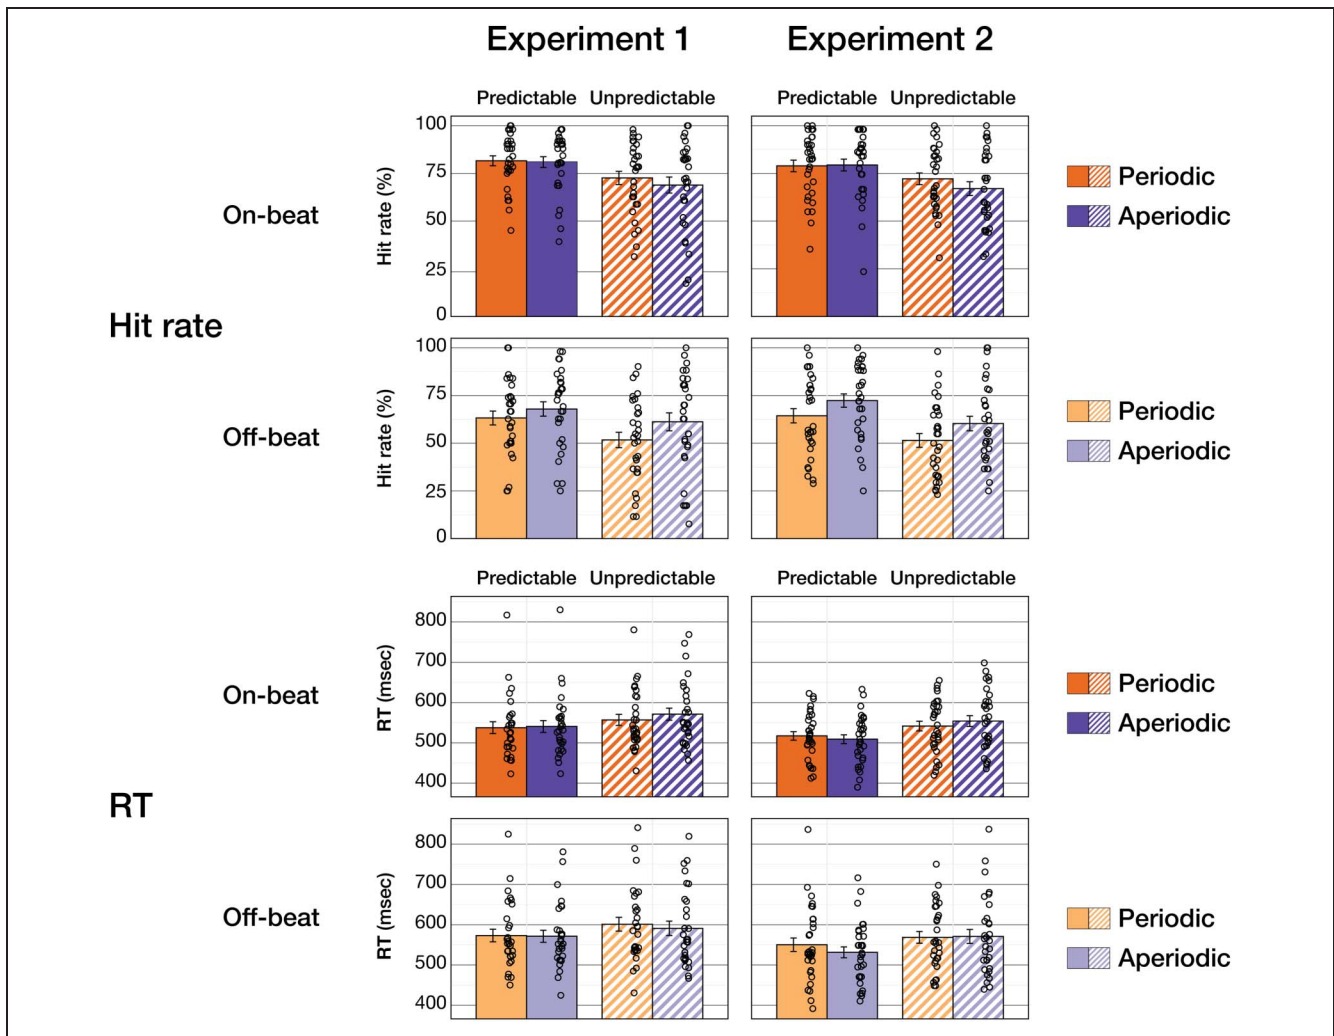 Experiment 1 Experiment 2
Predictable Unpredictable Predictable Unpredictable
Hit rate
On-beat
Hit rate (%)
100
75
50
25
0
Periodic
Aperiodic
Off-beat
Hit rate (%)
100
75
50
25
0
Periodic
Aperiodic
Predictable Unpredictable Predictable Unpredictable
RT
On-beat
RT (msec)
800
700
600
500
400
Periodic
Aperiodic
Off-beat
RT (msec)
800
700
600
500
400
Periodic
Aperiodic